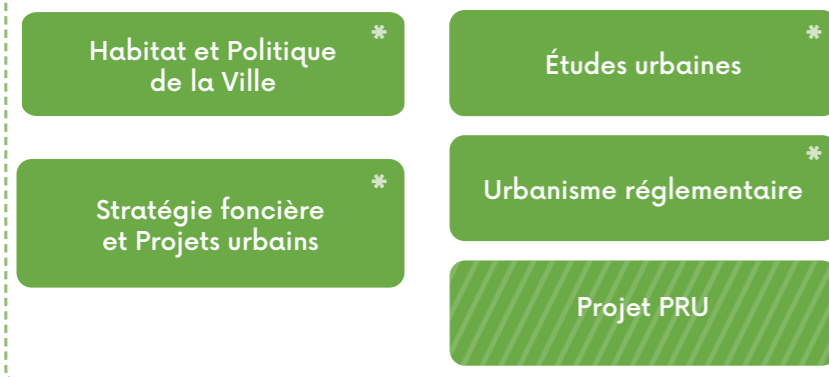 Habitat et Politique *
de la Ville
Stratégie foncière *
et Projets urbains
Études urbaines *
Urbanisme réglementaire *
Projet PRU